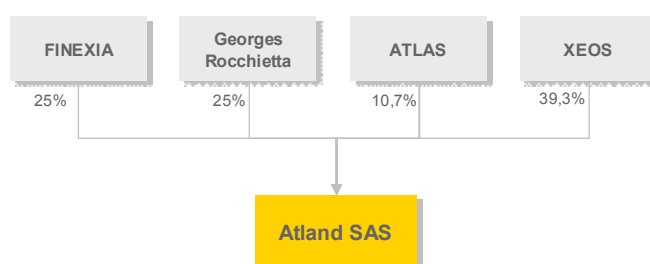 FINEXIA
Georges
Rocchietta
ATLAS
XEOS
25%
25%
10,7%
39,3%
Atland SAS